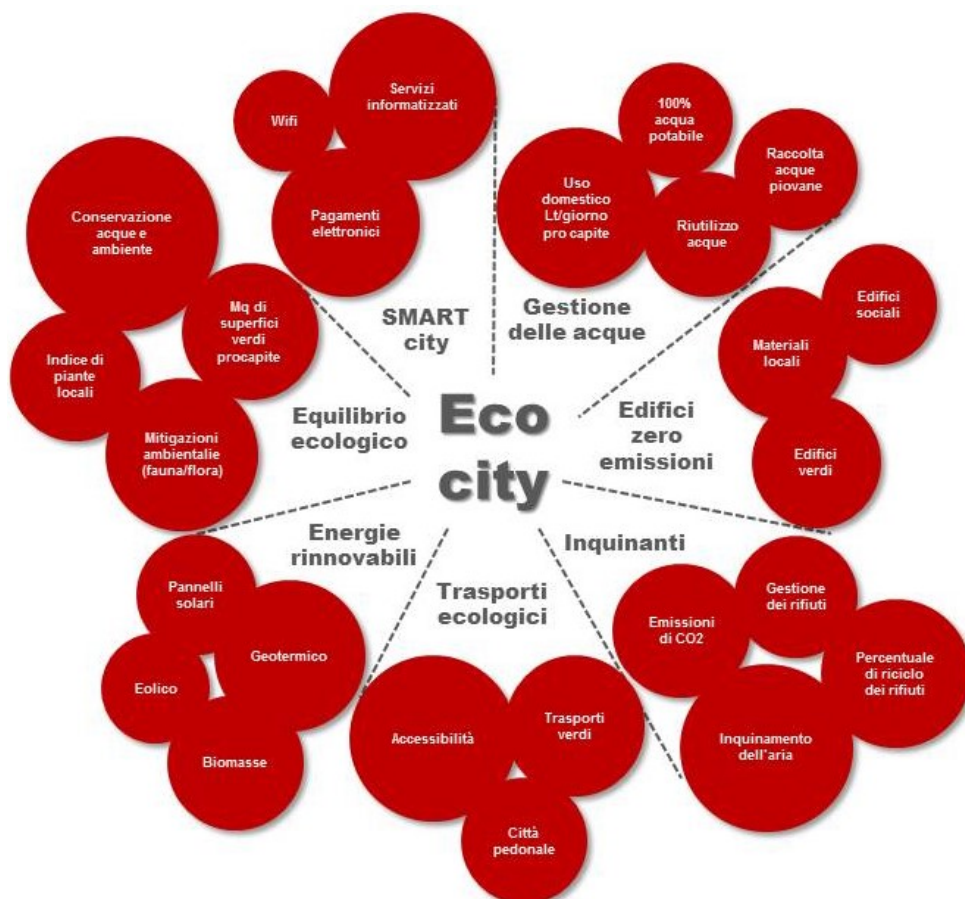 Servizi
informatizzati
Wifi
Pagamenti
elettronici
SMART
city
100%
acqua
potabile
Raccolta
acque
piovane
Uso
domestico
Lt/giorno
pro capite
Riutilizzo
acque
Gestione
delle acque
Edifici
sociali
Materiali
locali
Edifici
verdi
Edifici
zero
emissioni
Conservazione
acque e
ambiente
Mq di
superfici
verdi
procapite
Indice di
piante
locali
Mitigazioni
ambientalie
(fauna/flora)
Equilibrio
ecologico
Eco
city
Energie
rinnovabili
Pannelli
solari
Geotermico
Eolico
Biomasse
Trasporti
ecologici
Accessibilità
Trasporti
verdi
Città
pedonale
Inquinanti
Gestione
dei rifiuti
Emissioni
di CO2
Percentuale
di riciclo
dei rifiuti
Inquinamento
dell'aria